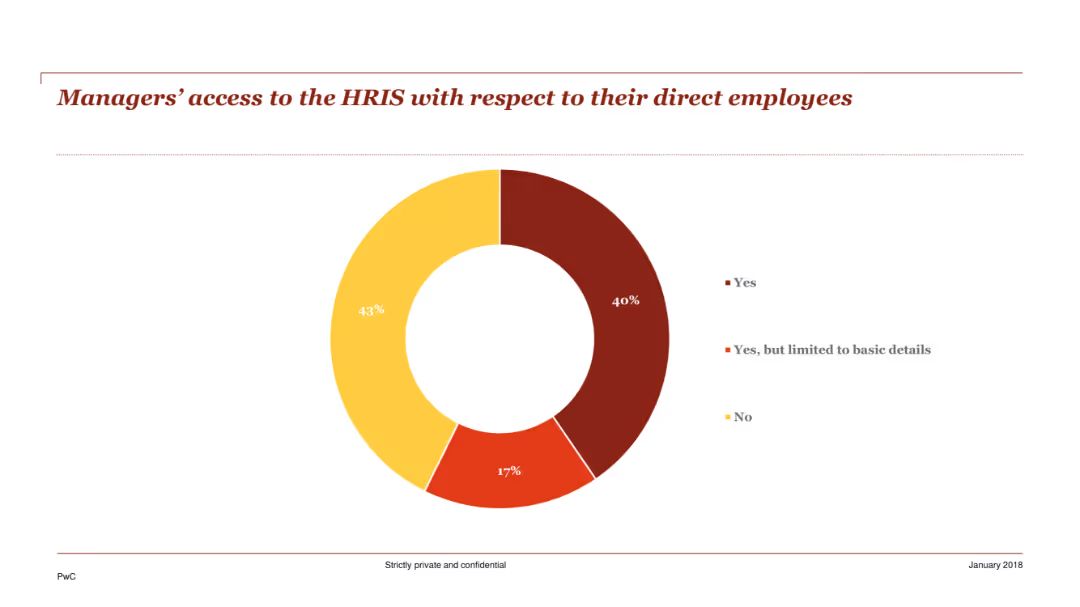 Managers’ access to the HRIS with respect to their direct employees
43%
40%
17%
Yes
Yes, but limited to basic details
No
Strictly private and confidential
January 2018
PwC